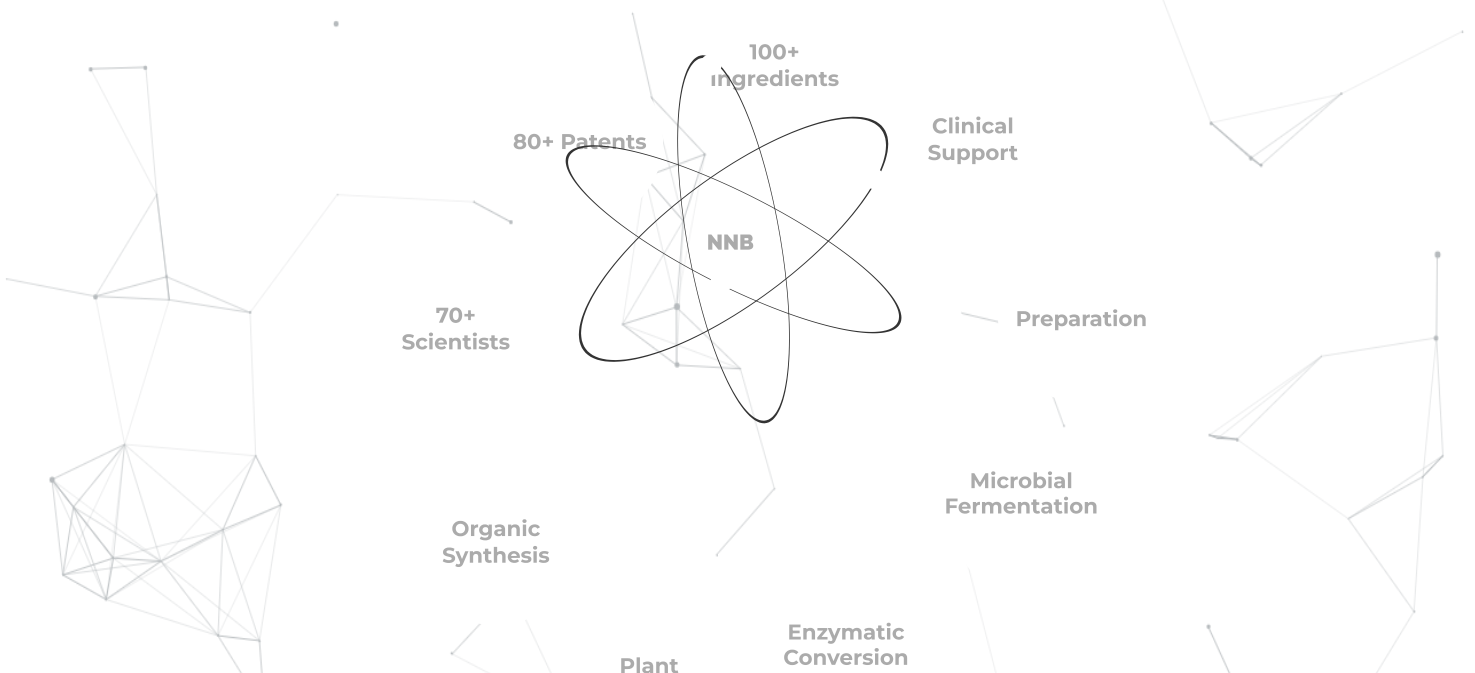 100+
ingredients
Clinical
Support
80+ Patents
NNB
70+
Scientists
Preparation
Microbial
Fermentation
Organic
Synthesis
Enzymatic
Conversion
Plant